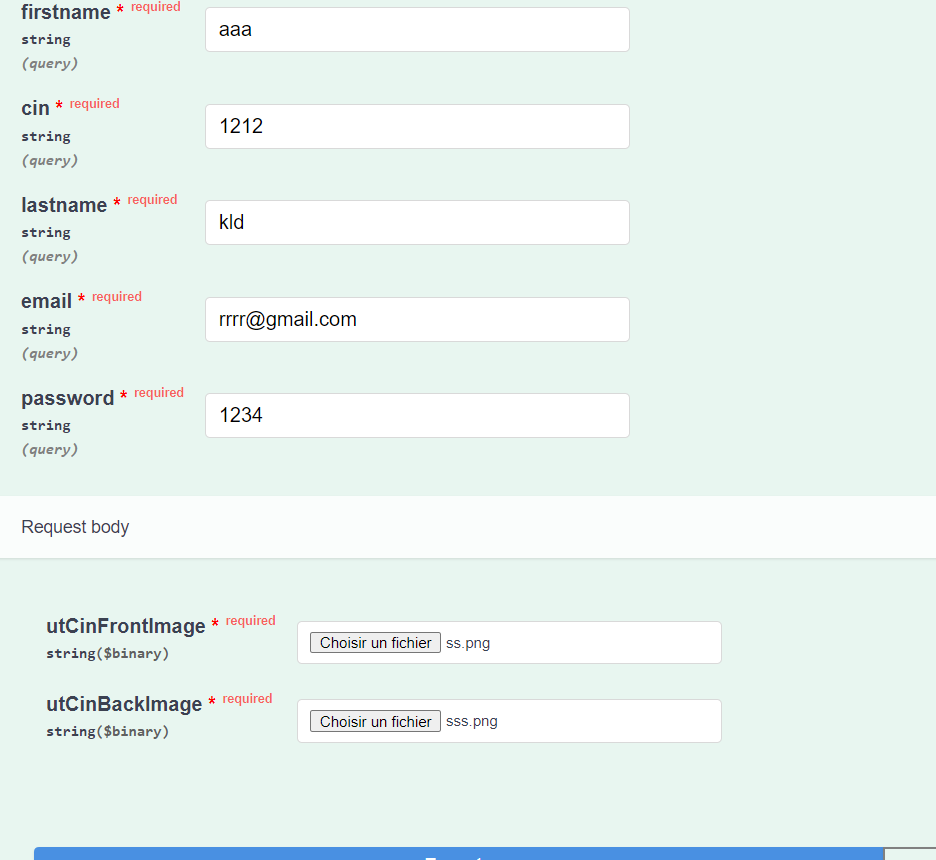 firstname * required
string
(query)
aaa
cin * required
string
(query)
1212
lastname * required
string
(query)
kld
email * required
string
(query)
rrrr@gmail.com
password * required
string
(query)
1234
Request body
utCinFrontImage * required
string($binary)
Choisir un fichier ss.png
utCinBackImage * required
string($binary)
Choisir un fichier sss.png